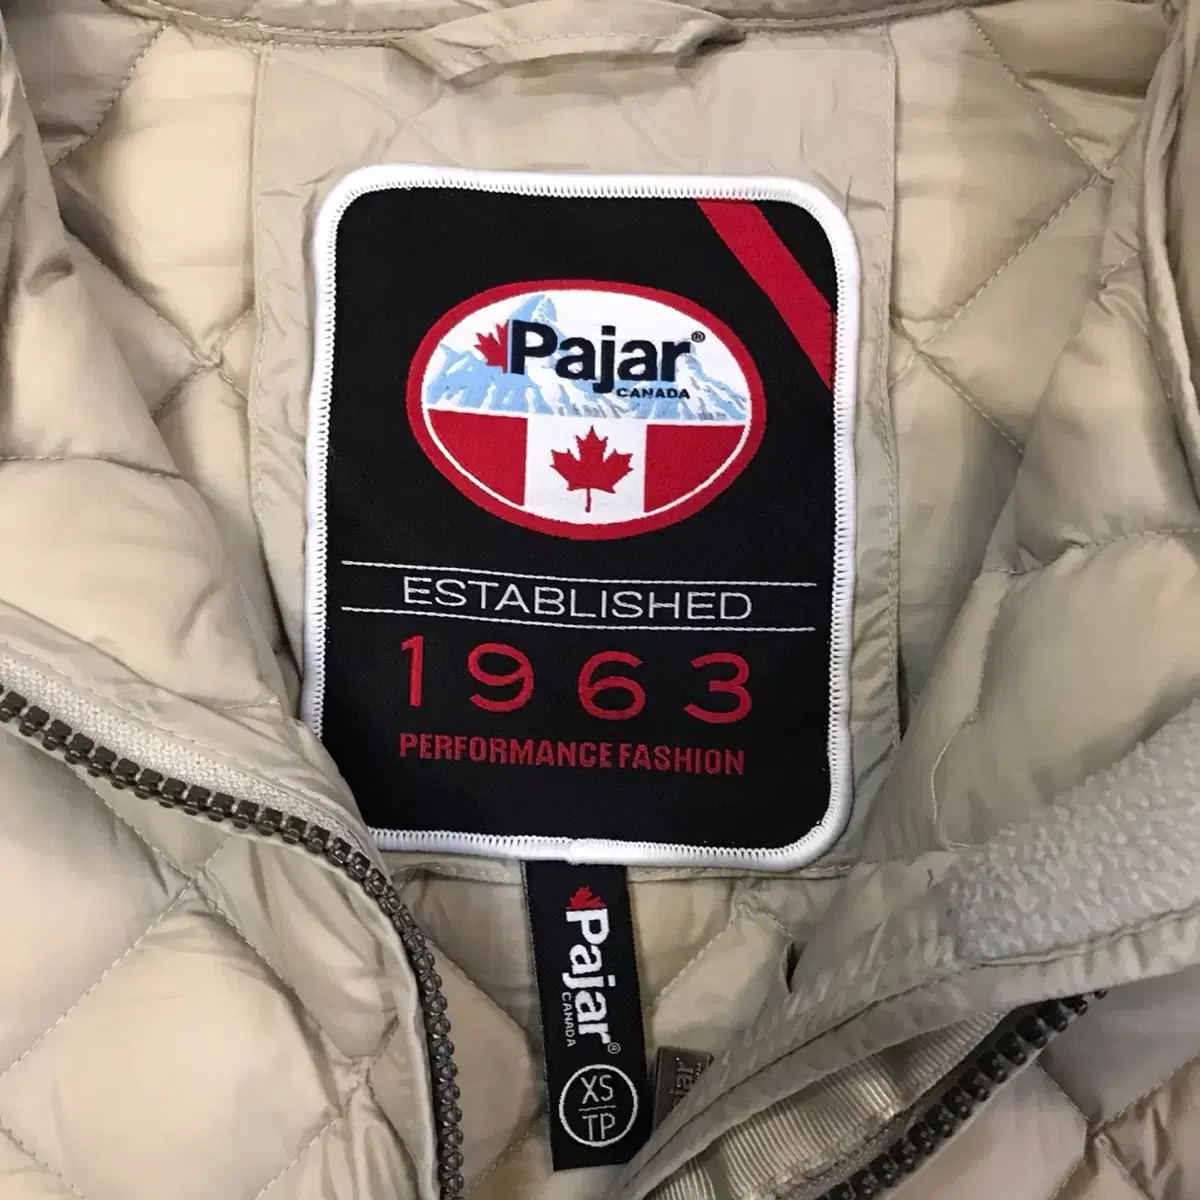 Pajar®
CANADA
ESTABLISHED
1963
PERFORMANCE FASHION
Pajar®
CANADA
XS
TP